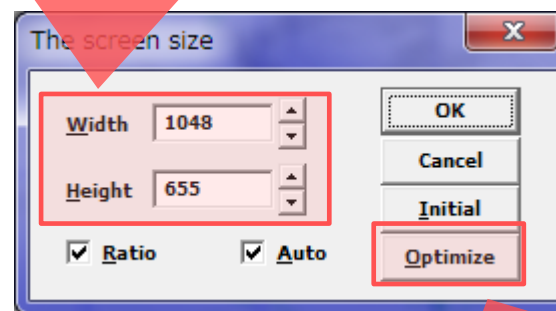 The screen size
Width 1048
OK
Cancel
Height 655
Initial
Ratio Auto
Optimize